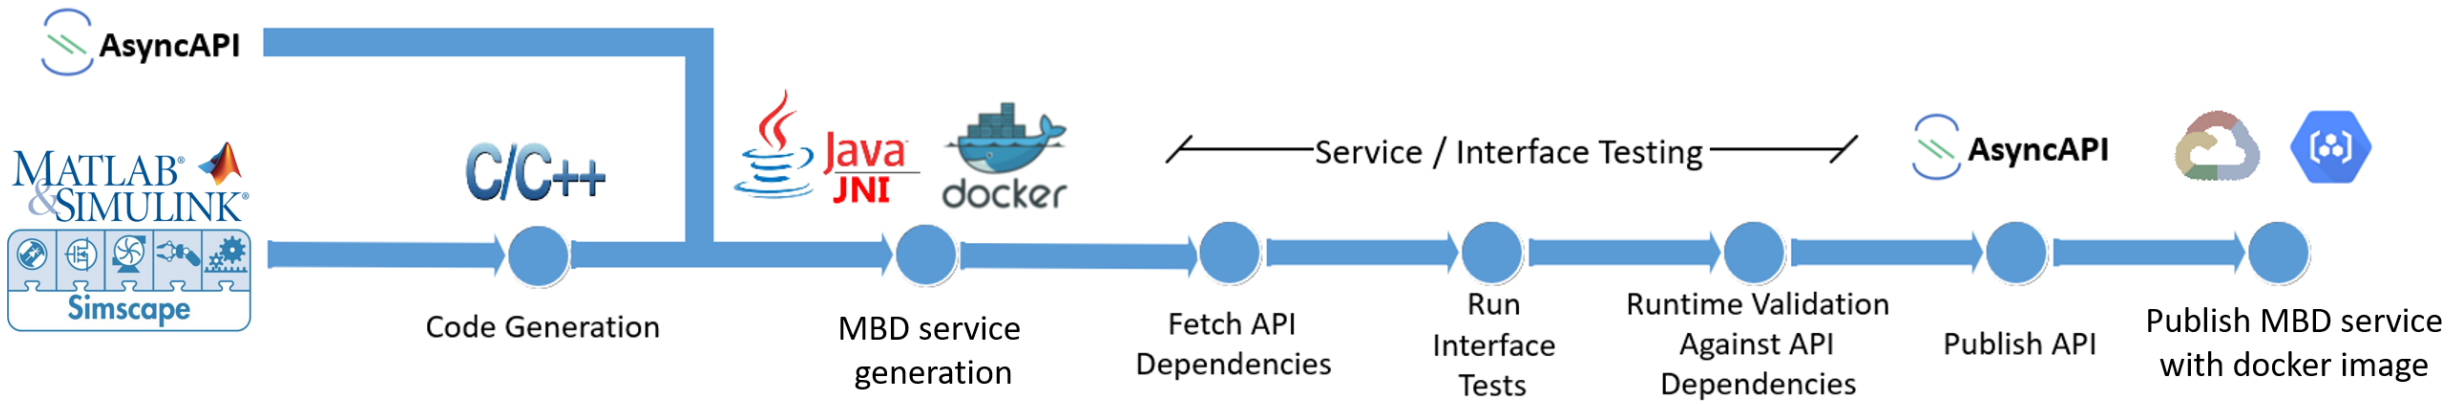 AsyncAPI
MATLAB®
&SIMULINK®
Simscape
C/C++
Code Generation
Java
JNI
docker
MBD service
generation
Service / Interface Testing
Fetch API
Dependencies
Run
Interface
Tests
Runtime Validation
Against API
Dependencies
AsyncAPI
Publish API
Publish MBD service
with docker image